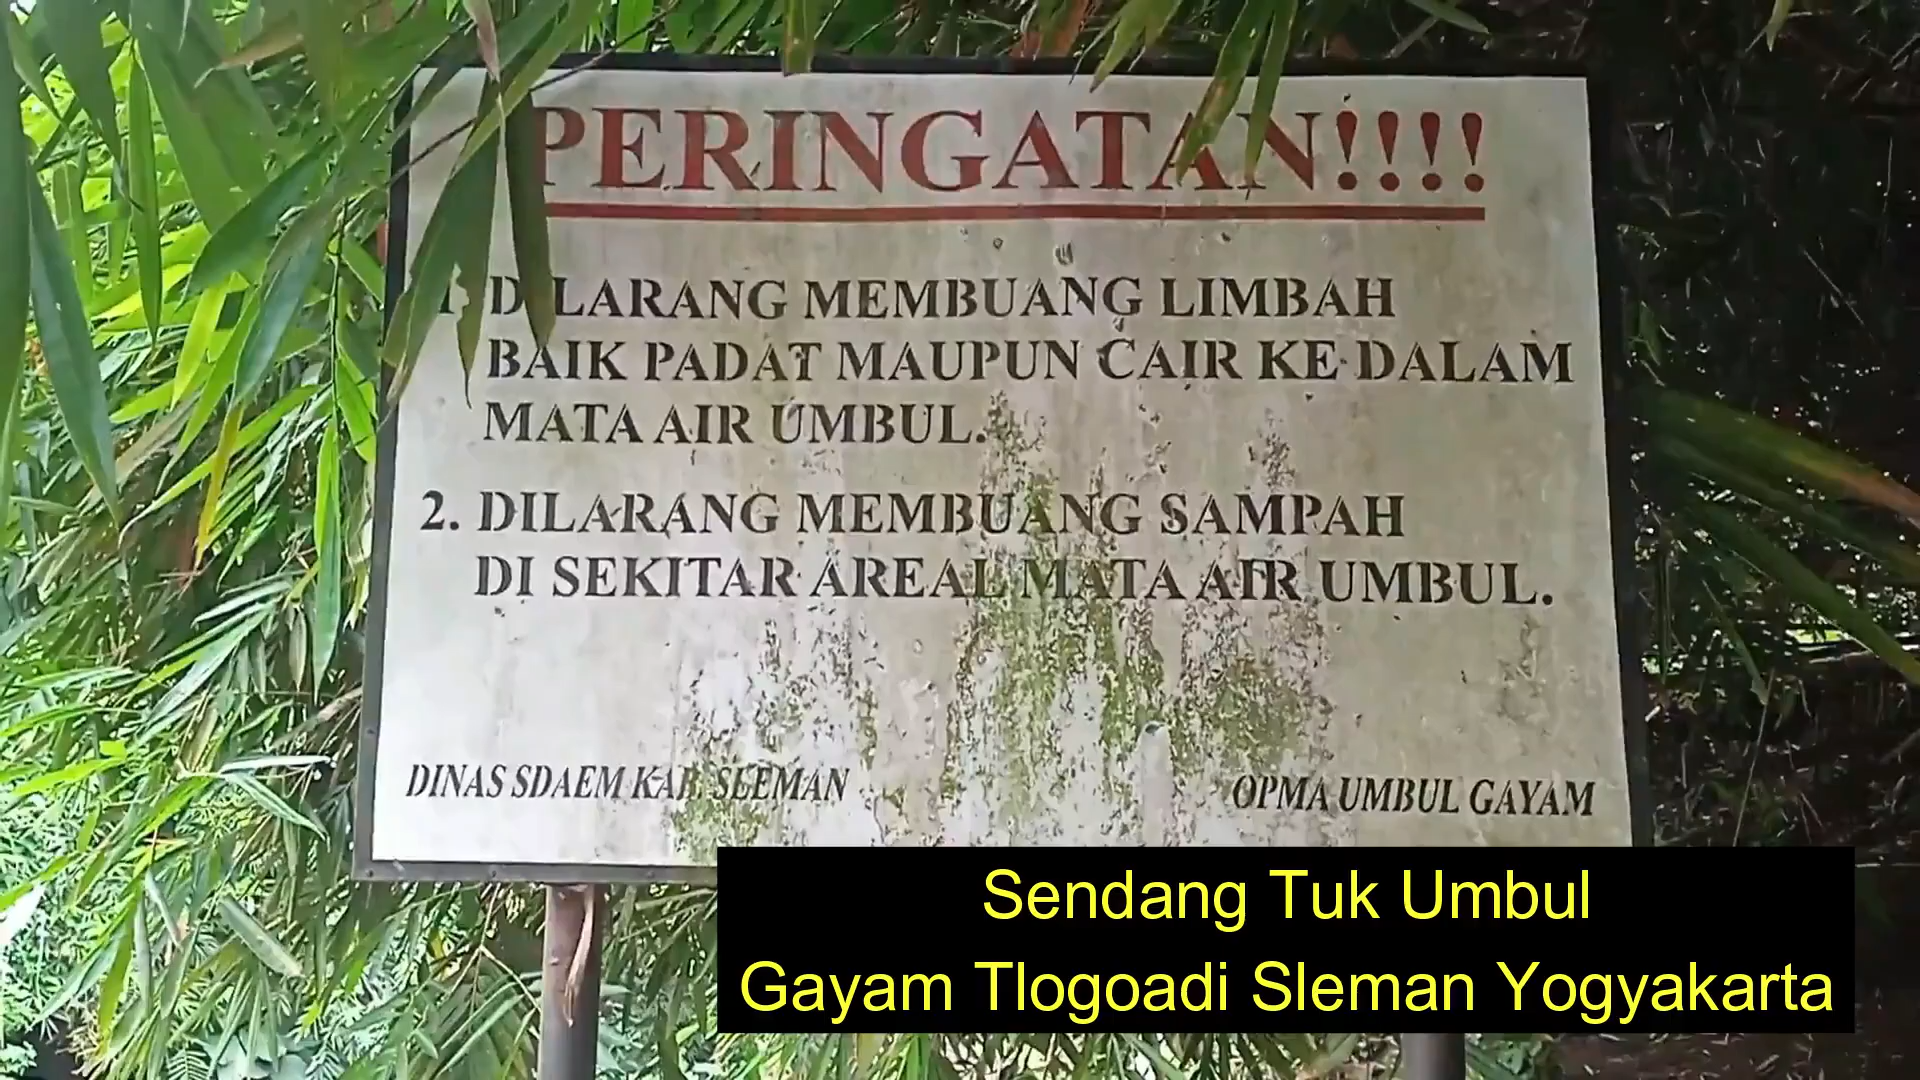 PERINGATAN!!!!
1. DILARANG MEMBUANG LIMBAH
BAIK PADAT MAUPUN CAIR KE DALAM
MATA AIR UMBUL.
2. DILARANG MEMBUANG SAMPAH
DI SEKITAR AREAL MATA AIR UMBUL.
DINAS SDAEM KAB. SLEMAN
OPMA UMBUL GAYAM
Sendang Tuk Umbul
Gayam Tlogoadi Sleman Yogyakarta